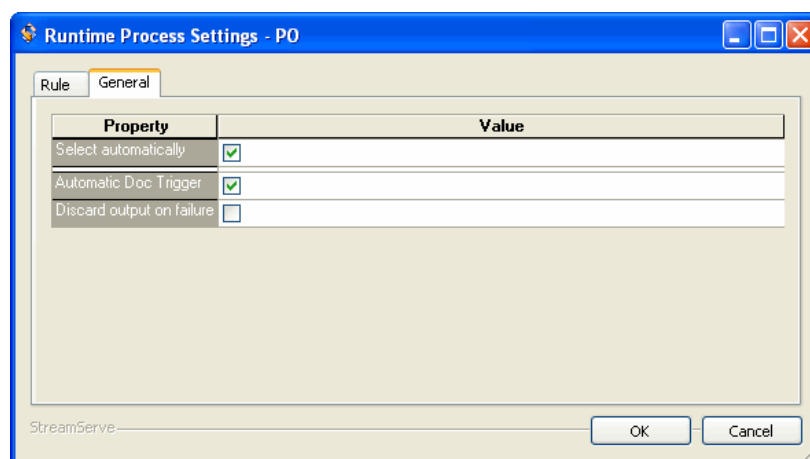 Runtime Process Settings - PO
Rule General
Property Value
Select automatically
Automatic Doc Trigger
Discard output on failure
StreamServe
OK Cancel